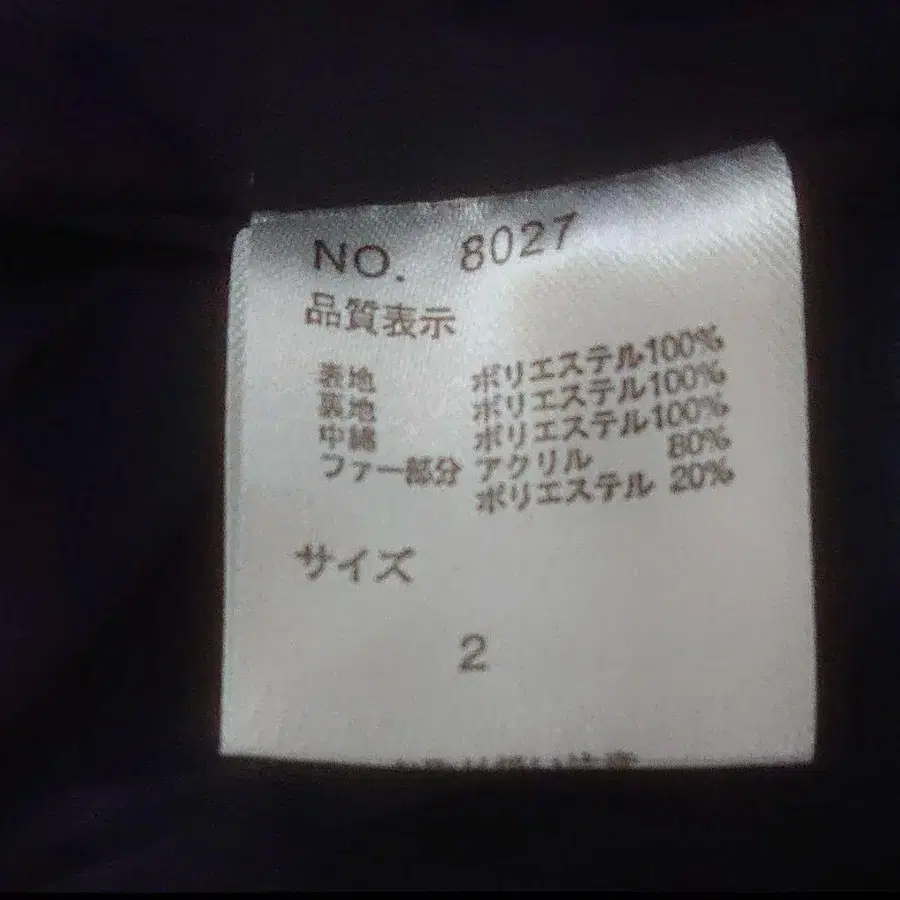 NO. 8027
品質表示
表地 ポリエステル100%
裏地 ポリエステル100%
中綿 ポリエステル100%
ファー部分 アクリル 80%
ポリエステル 20%
サイズ
2